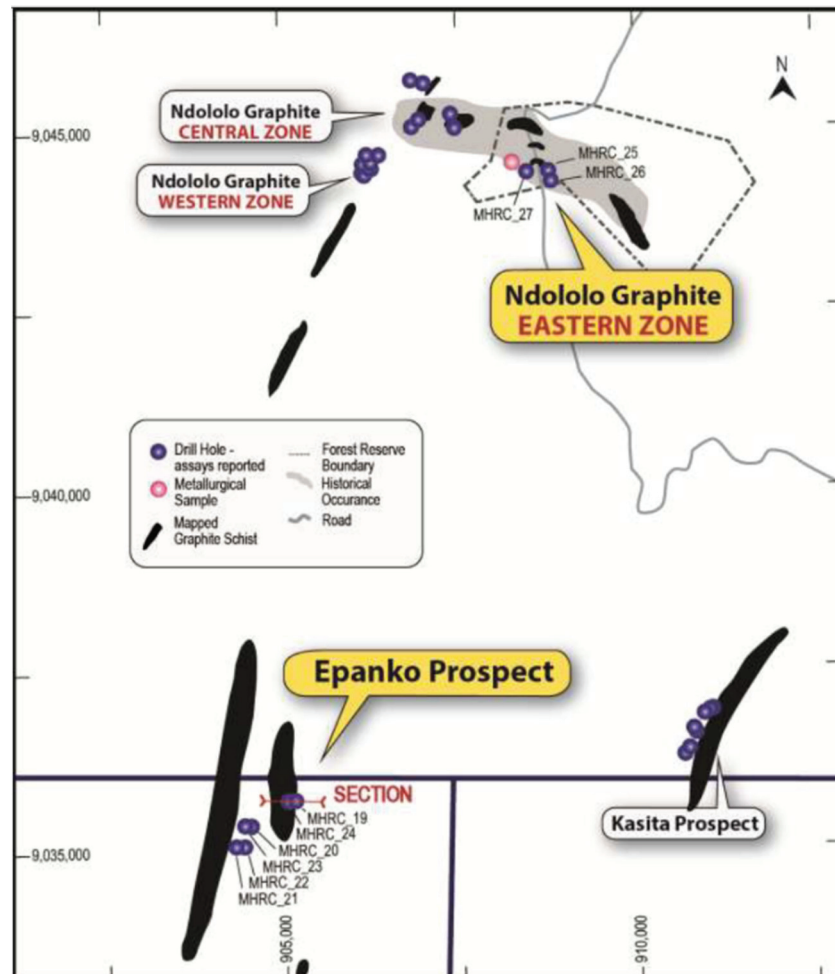 N
Ndololo Graphite
CENTRAL ZONE
9,045,000
Ndololo Graphite
WESTERN ZONE
MHRC_25
MHRC_26
MHRC_27
Ndololo Graphite
EASTERN ZONE
Drill Hole -
assays reported
Metallurgical
Sample
Mapped
Graphite Schist
Forest Reserve
Boundary
Historical
Occurance
Road
9,040,000
Epanko Prospect
SECTION
MHRC_19
MHRC_24
MHRC_20
MHRC_23
MHRC_22
MHRC_21
Kasita Prospect
9,035,000
905,000
910,000